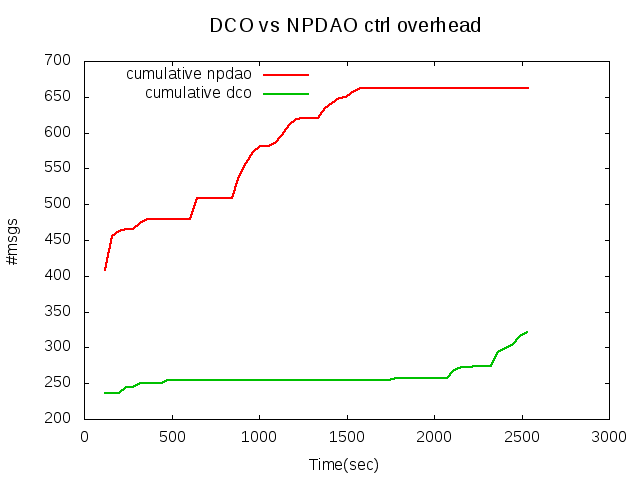 DCO vs NPDAO ctrl overhead
700
650
600
550
500
450
400
350
300
250
200
#msgs
cumulative npdao
cumulative dco
0 500 1000 1500 2000 2500 3000
Time(sec)